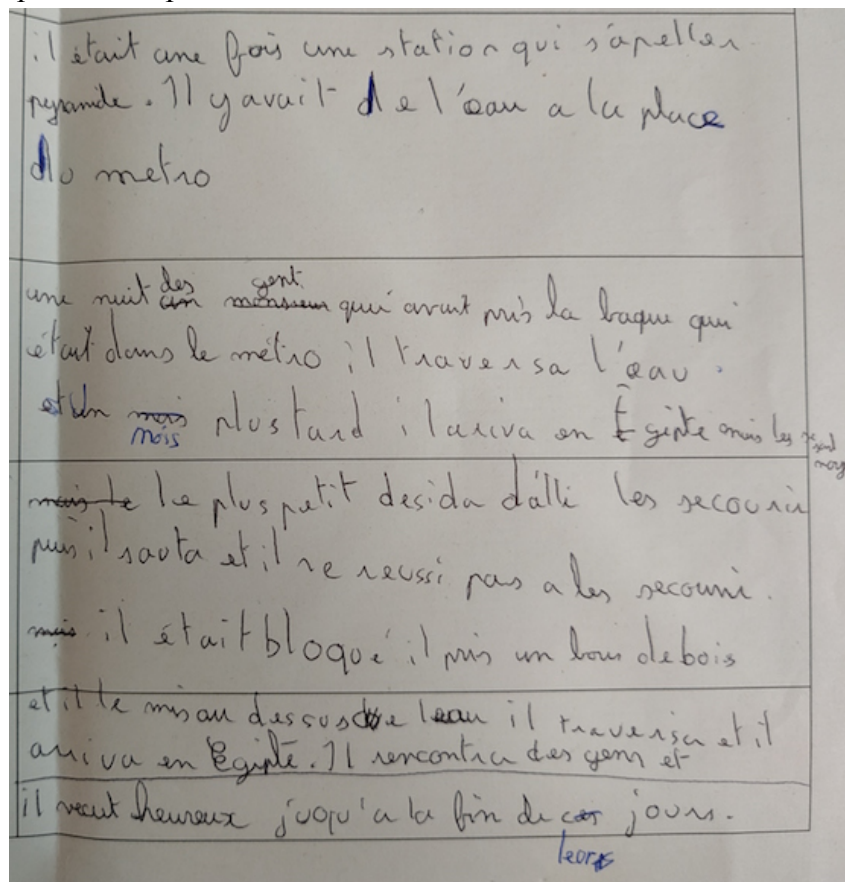 il était une fois une station qui s'apeller
pyramide. Il y avait de l'eau a la place
du metro
une nuit des gent qui avait pris la baque qui
était dans le métro il traversa l'eau.
et un mois plus tard il ariva en Égipte mais les
le plus petit desida d'alli les secourir
puis il sauta et il ne reussi pas a les secourir.
il était bloqué il pris un bous de bois
et il le mis au dessus de l'eau il traversa et il
ariva en Egipte. Il rencontra des gens et
il vecut heureux juqu'a la fin de leors jours.